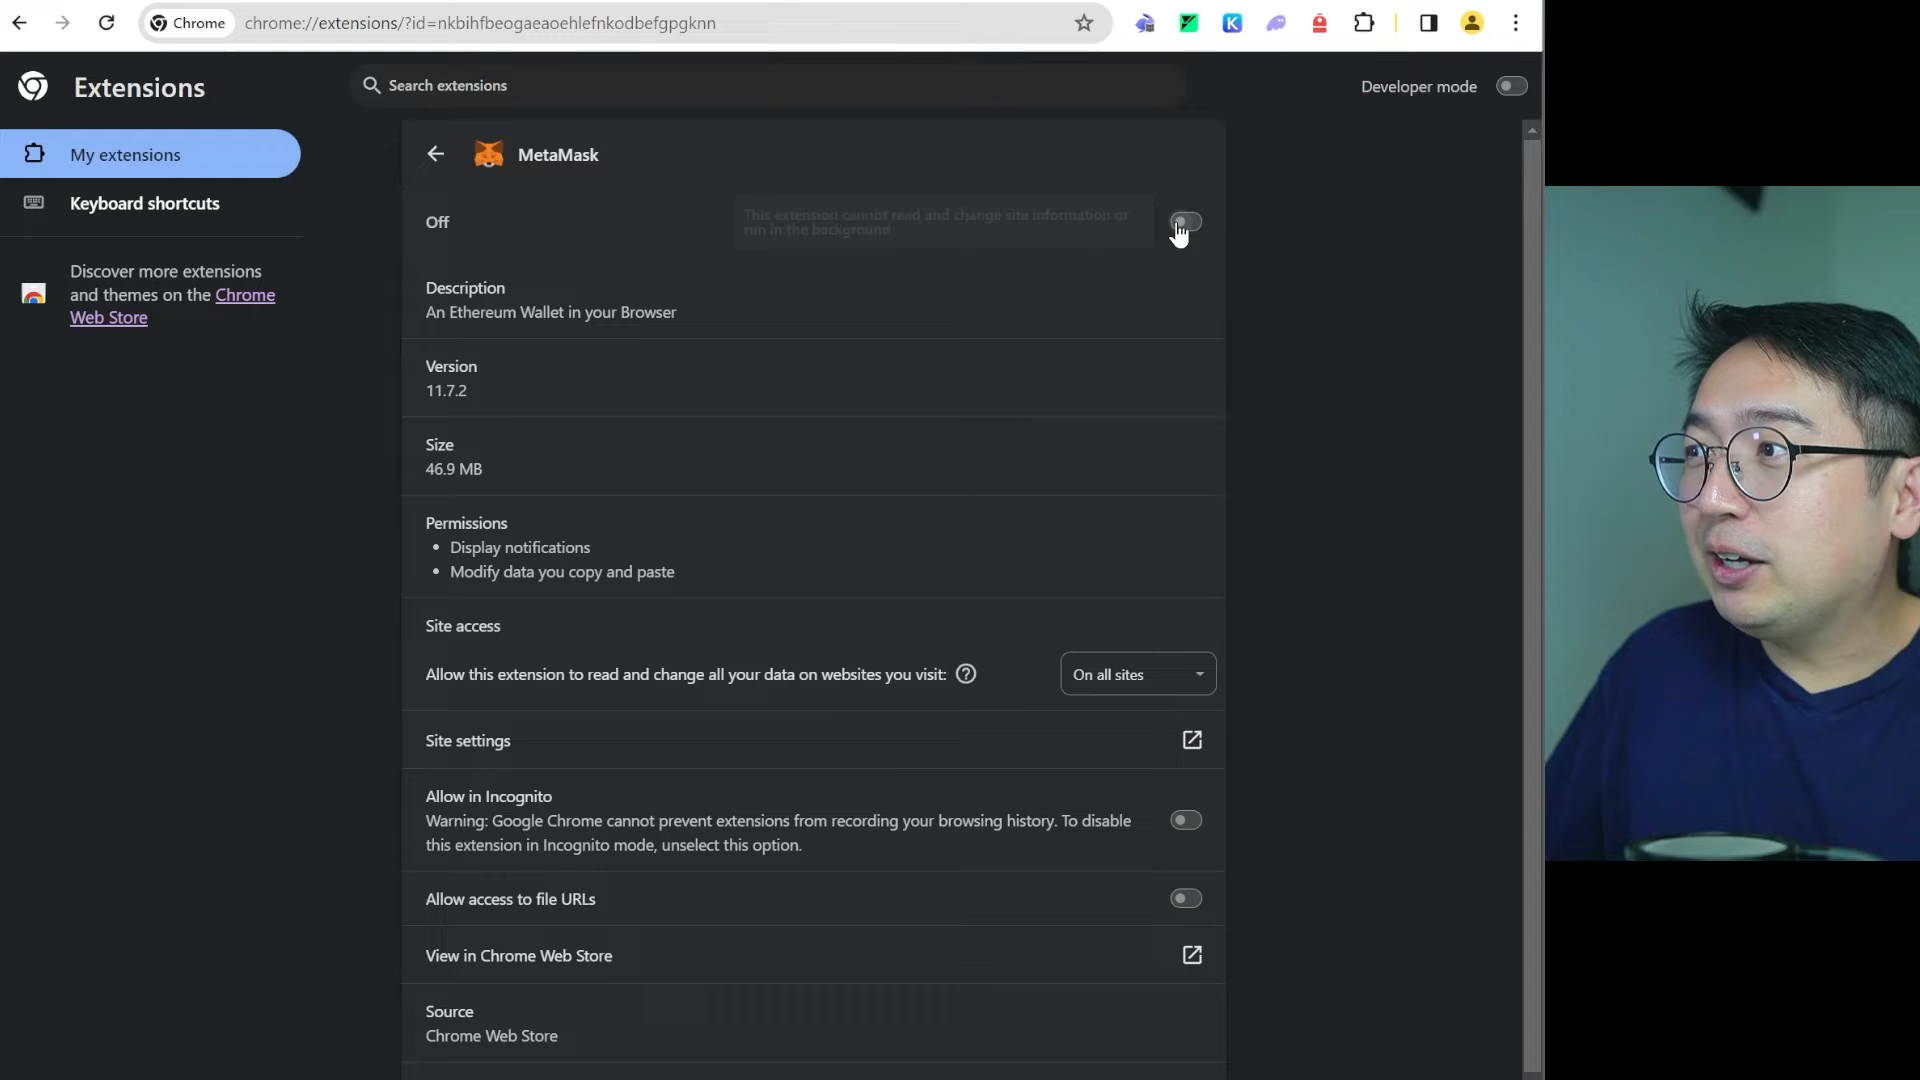 Chrome
chrome://extensions/?id=nkbihfbeogaeaoehlefnkodbefgpgknn
K
Extensions
Search extensions
Developer mode
My extensions
MetaMask
Keyboard shortcuts
Off
This extension cannot read and change site information or
run in the background
Discover more extensions
and themes on the Chrome
Web Store
Description
An Ethereum Wallet in your Browser
Version
11.7.2
Size
46.9 MB
Permissions
• Display notifications
• Modify data you copy and paste
Site access
Allow this extension to read and change all your data on websites you visit:
On all sites
Site settings
Allow in Incognito
Warning: Google Chrome cannot prevent extensions from recording your browsing history. To disable
this extension in Incognito mode, unselect this option.
Allow access to file URLs
View in Chrome Web Store
Source
Chrome Web Store